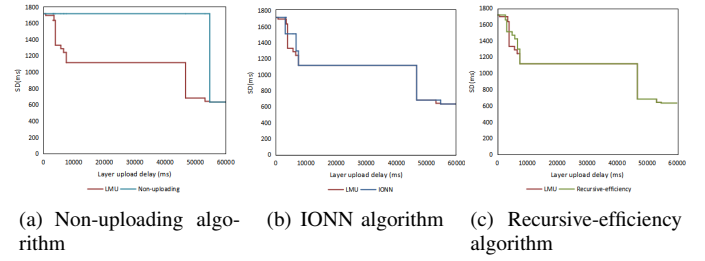 1800
1600
1400
1200
1000
800
600
400
200
0
SD(ms)
0 10000 20000 30000 40000 50000 60000
Layer upload delay (ms)
LMU Non-uploading
(a) Non-uploading algo-
rithm
1800
1600
1400
1200
1000
800
600
400
200
0
SD(ms)
0 10000 20000 30000 40000 50000 60000
Layer upload delay (ms)
LMU IONN
(b) IONN algorithm
1800
1600
1400
1200
1000
800
600
400
200
0
SD(ms)
0 10000 20000 30000 40000 50000 60000
Layer upload delay (ms)
LMU Recursive-efficiency
(c) Recursive-efficiency
algorithm